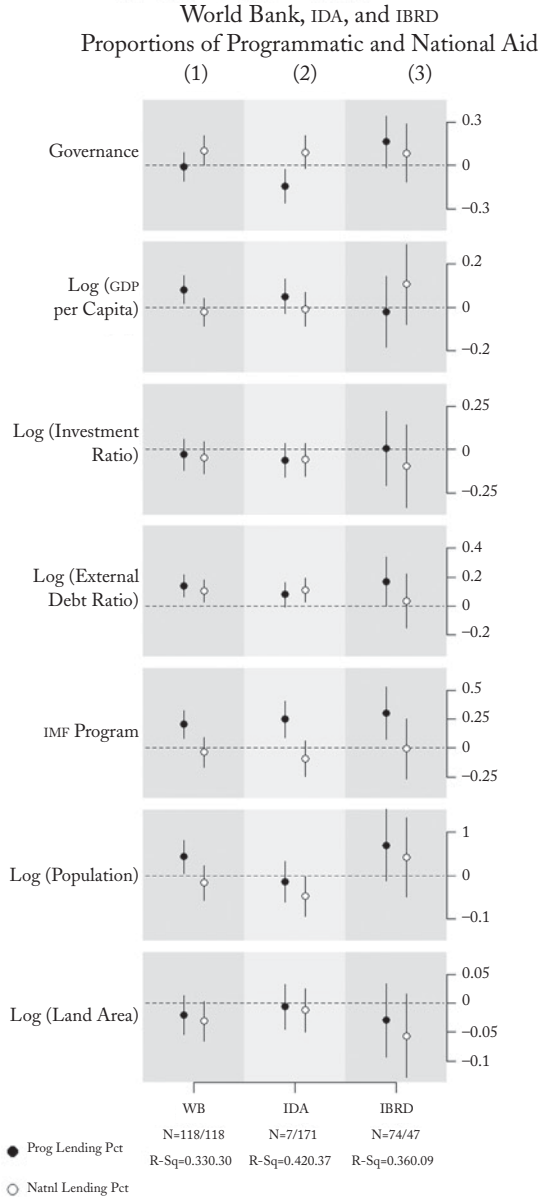 World Bank, IDA, and IBRD
Proportions of Programmatic and National Aid
(1) (2) (3)
Governance
0.3
0
−0.3
Log (GDP
per Capita)
0.2
0
−0.2
Log (Investment
Ratio)
0.25
0
−0.25
Log (External
Debt Ratio)
0.4
0.2
0
−0.2
IMF Program
0.5
0.25
0
−0.25
Log (Population)
1
0
−0.1
Log (Land Area)
0.05
0
−0.05
−0.1
WB IDA IBRD
N=118/118 N=7/171 N=74/47
Prog Lending Pct
R-Sq=0.330.30 R-Sq=0.420.37 R-Sq=0.360.09
Natnl Lending Pct